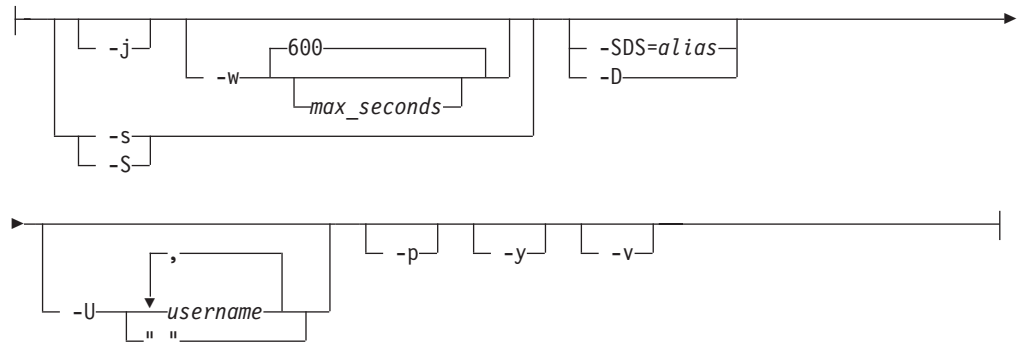 -j
600
-w
max_seconds
-SDS=alias
-D
-s
-S
,
-U
username
" "
-p
-y
-v